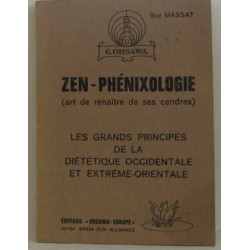 Guy MASSAT
G. OHSAWA
ZEN - PHÉNIXOLOGIE
(art de renaître de ses cendres)
LES GRANDS PRINCIPES
DE LA
DIÉTÉTIQUE OCCIDENTALE
ET EXTRÊME-ORIENTALE
ÉDITIONS « OHSAWA-EUROPE »